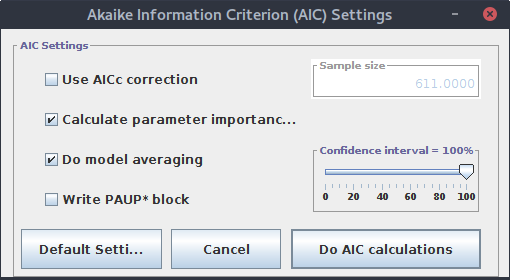 Akaike Information Criterion (AIC) Settings
AIC Settings
Use AICc correction
Sample size
611.0000
Calculate parameter importanc...
Do model averaging
Confidence interval = 100%
0 20 40 60 80 100
Write PAUP* block
Default Setti...
Cancel
Do AIC calculations